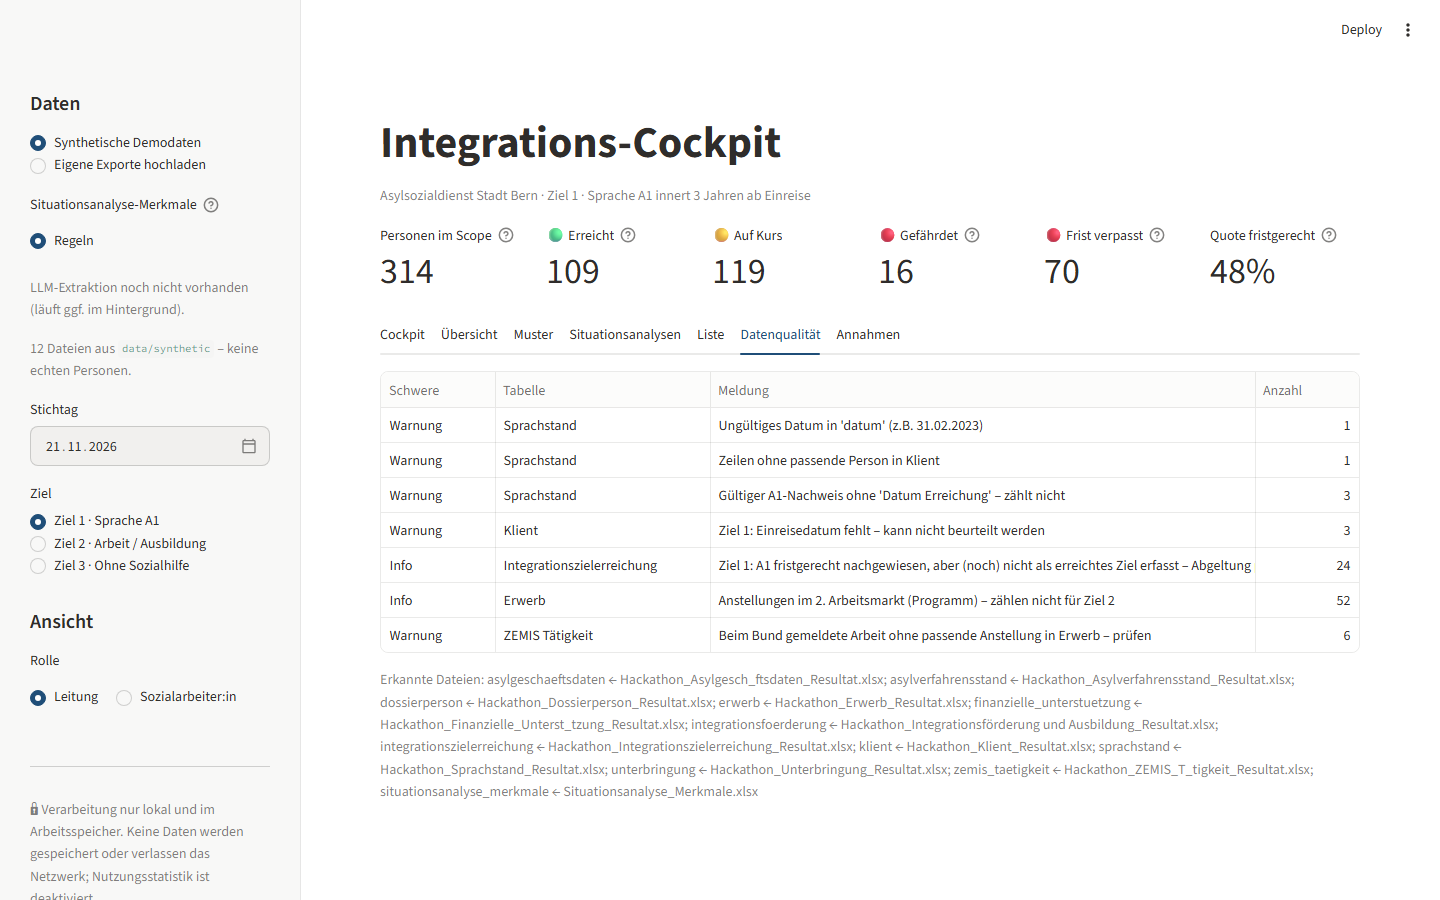 Deploy
Daten
Synthetische Demodaten
Eigene Exporte hochladen
Situationsanalyse-Merkmale
Regeln
LLM-Extraktion noch nicht vorhanden
(läuft ggf. im Hintergrund).
12 Dateien aus data/synthetic – keine
echten Personen.
Stichtag
21.11.2026
Ziel
Ziel 1 · Sprache A1
Ziel 2 · Arbeit / Ausbildung
Ziel 3 · Ohne Sozialhilfe
Ansicht
Rolle
Leitung Sozialarbeiter:in
Verarbeitung nur lokal und im
Arbeitsspeicher. Keine Daten werden
gespeichert oder verlassen das
Netzwerk; Nutzungsstatistik ist
deaktiviert
Integrations-Cockpit
Asylsozialdienst Stadt Bern · Ziel 1 · Sprache A1 innert 3 Jahren ab Einreise
Personen im Scope Erreicht Auf Kurs Gefährdet Frist verpasst Quote fristgerecht
314 109 119 16 70 48%
Cockpit Übersicht Muster Situationsanalysen Liste Datenqualität Annahmen
Schwere Tabelle Meldung Anzahl
Warnung Sprachstand Ungültiges Datum in 'datum' (z.B. 31.02.2023) 1
Warnung Sprachstand Zeilen ohne passende Person in Klient 1
Warnung Sprachstand Gültiger A1-Nachweis ohne 'Datum Erreichung' – zählt nicht 3
Warnung Klient Ziel 1: Einreisedatum fehlt – kann nicht beurteilt werden 3
Info Integrationszielerreichung Ziel 1: A1 fristgerecht nachgewiesen, aber (noch) nicht als erreichtes Ziel erfasst – Abgeltung 24
Info Erwerb Anstellungen im 2. Arbeitsmarkt (Programm) – zählen nicht für Ziel 2 52
Warnung ZEMIS Tätigkeit Beim Bund gemeldete Arbeit ohne passende Anstellung in Erwerb – prüfen 6
Erkannte Dateien: asylgeschaeftsdaten ← Hackathon_Asylgesch_ftsdaten_Resultat.xlsx; asylverfahrensstand ← Hackathon_Asylverfahrensstand_Resultat.xlsx;
dossierperson ← Hackathon_Dossierperson_Resultat.xlsx; erwerb ← Hackathon_Erwerb_Resultat.xlsx; finanzielle_unterstuetzung ←
Hackathon_Finanzielle_Unterst_tzung_Resultat.xlsx; integrationsfoerderung ← Hackathon_Integrationsförderung und Ausbildung_Resultat.xlsx;
integrationszielerreichung ← Hackathon_Integrationszielerreichung_Resultat.xlsx; klient ← Hackathon_Klient_Resultat.xlsx; sprachstand ←
Hackathon_Sprachstand_Resultat.xlsx; unterbringung ← Hackathon_Unterbringung_Resultat.xlsx; zemis_taetigkeit ← Hackathon_ZEMIS_T_tigkeit_Resultat.xlsx;
situationsanalyse_merkmale ← Situationsanalyse_Merkmale.xlsx